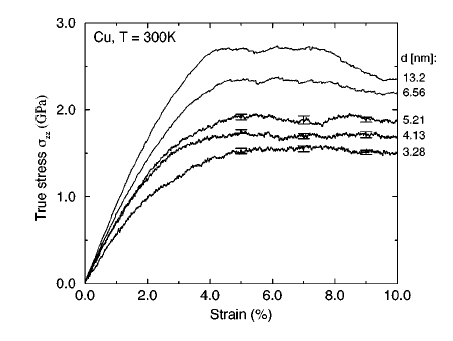 3.0
Cu, T = 300K
d [nm]:
13.2
6.56
2.0
5.21
4.13
3.28
1.0
0.0
True stress σzz (GPa)
0.0 2.0 4.0 6.0 8.0 10.0
Strain (%)